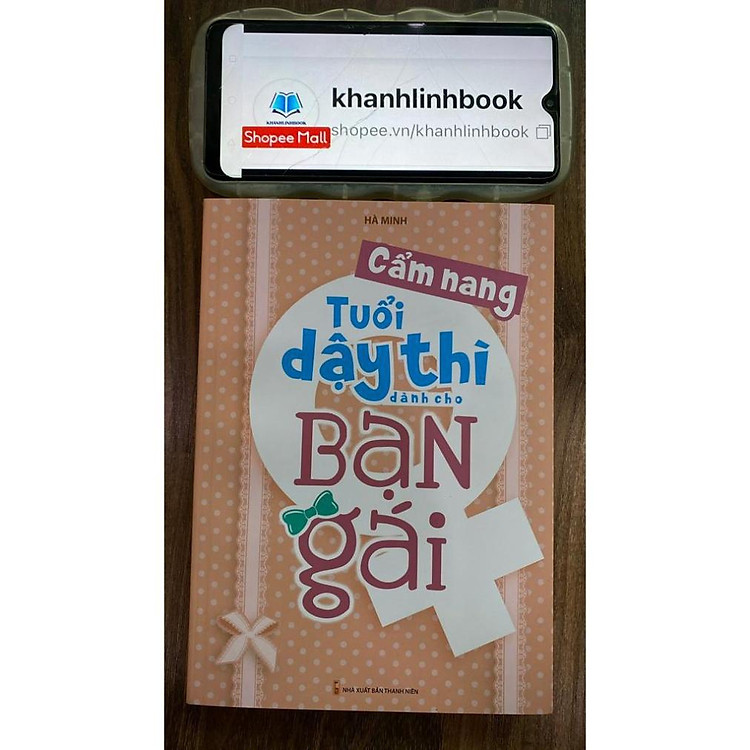 khanhlinhbook
KHANHLINHBOOK
Shopee Mall
shopee.vn/khanhlinhbook
HÀ MINH
Cẩm nang
Tuổi
dậy thì
dành cho
BẠN
gái
NHÀ XUẤT BẢN THANH NIÊN